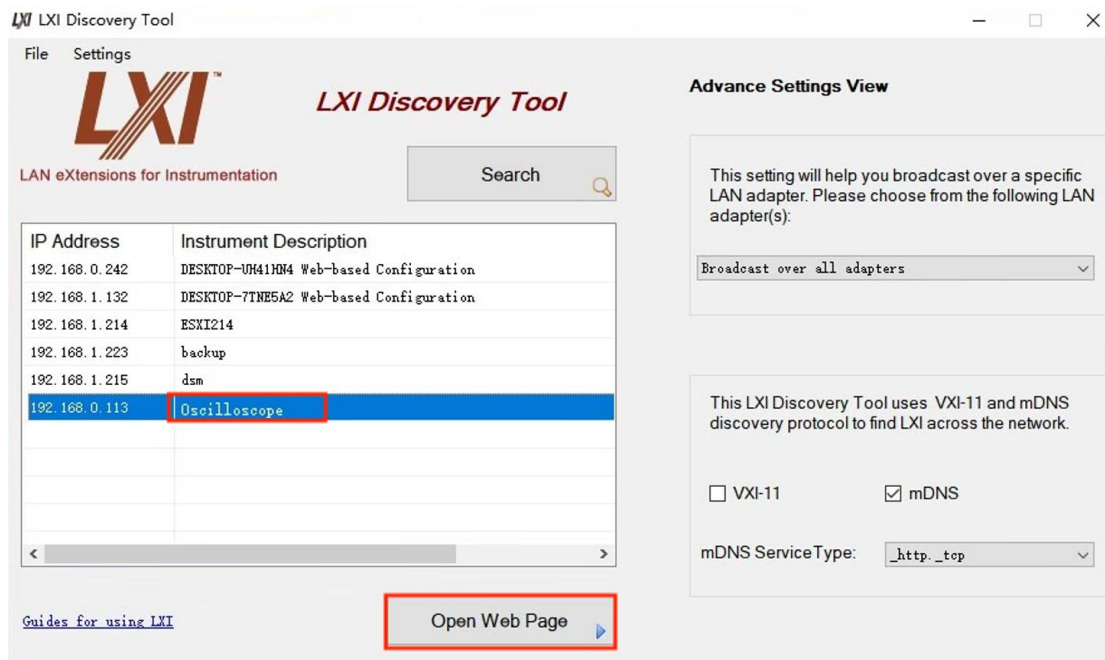 LXI LXI Discovery Tool
File Settings
LXI™
LAN eXtensions for Instrumentation
LXI Discovery Tool
Search
IP Address Instrument Description
192.168.0.242 DESKTOP-UH41HN4 Web-based Configuration
192.168.1.132 DESKTOP-7TNE5A2 Web-based Configuration
192.168.1.214 ESXI214
192.168.1.223 backup
192.168.1.215 dsm
192.168.0.113 Oscilloscope
Guides for using LXI
Open Web Page
Advance Settings View
This setting will help you broadcast over a specific
LAN adapter. Please choose from the following LAN
adapter(s):
Broadcast over all adapters
This LXI Discovery Tool uses VXI-11 and mDNS
discovery protocol to find LXI across the network.
VXI-11 mDNS
mDNS ServiceType: _http._tcp